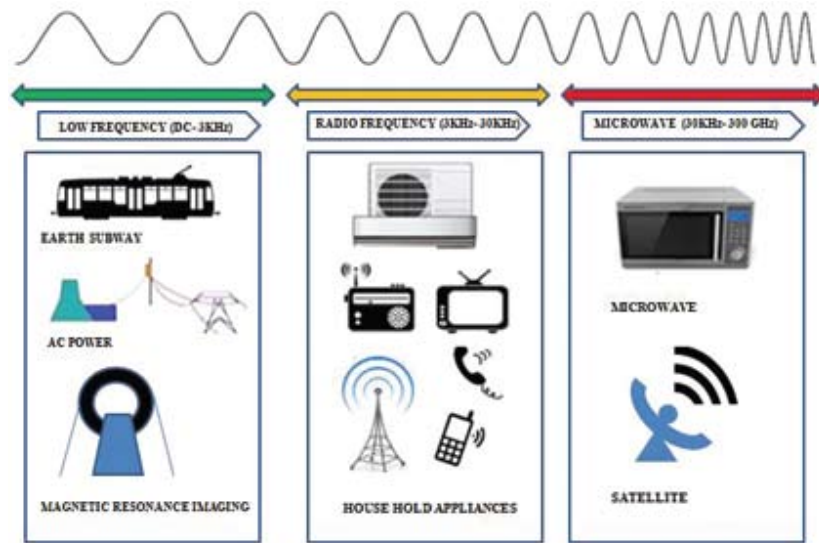 LOW FREQUENCY (DC- 3KHz)
RADIO FREQUENCY (3KHz- 30KHz)
MICROWAVE (30KHz- 300 GHz)
EARTH SUBWAY
AC POWER
MAGNETIC RESONANCE IMAGING
HOUSE HOLD APPLIANCES
MICROWAVE
SATELLITE